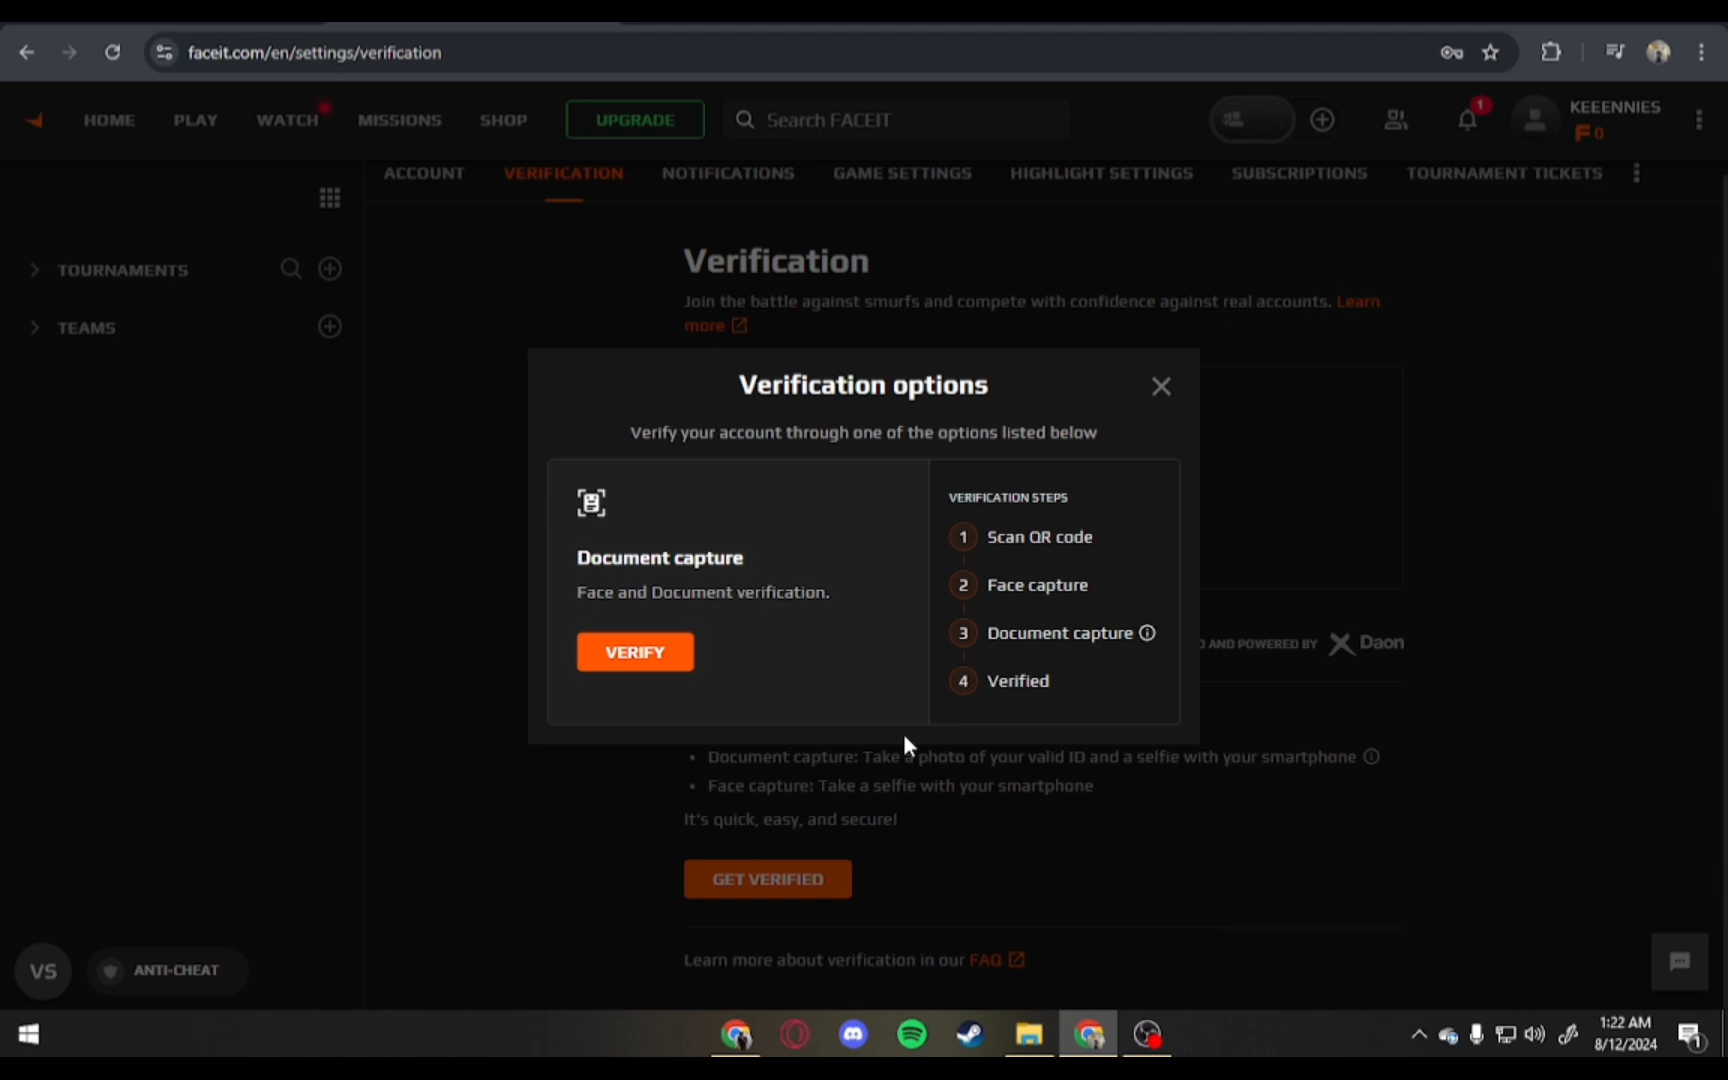 faceit.com/en/settings/verification
HOME PLAY WATCH MISSIONS SHOP UPGRADE Search FACEIT 1 KEEENNIES
F 0
ACCOUNT VERIFICATION NOTIFICATIONS GAME SETTINGS HIGHLIGHT SETTINGS SUBSCRIPTIONS TOURNAMENT TICKETS
TOURNAMENTS
TEAMS
Verification
Join the battle against smurfs and compete with confidence against real accounts. Learn
more
Verification options
Verify your account through one of the options listed below
Document capture
Face and Document verification.
VERIFY
VERIFICATION STEPS
1 Scan QR code
2 Face capture
3 Document capture
4 Verified
AND POWERED BY Daon
• Document capture: Take a photo of your valid ID and a selfie with your smartphone
• Face capture: Take a selfie with your smartphone
It's quick, easy, and secure!
GET VERIFIED
Learn more about verification in our FAQ
VS ANTI-CHEAT
1:22 AM
8/12/2024
1